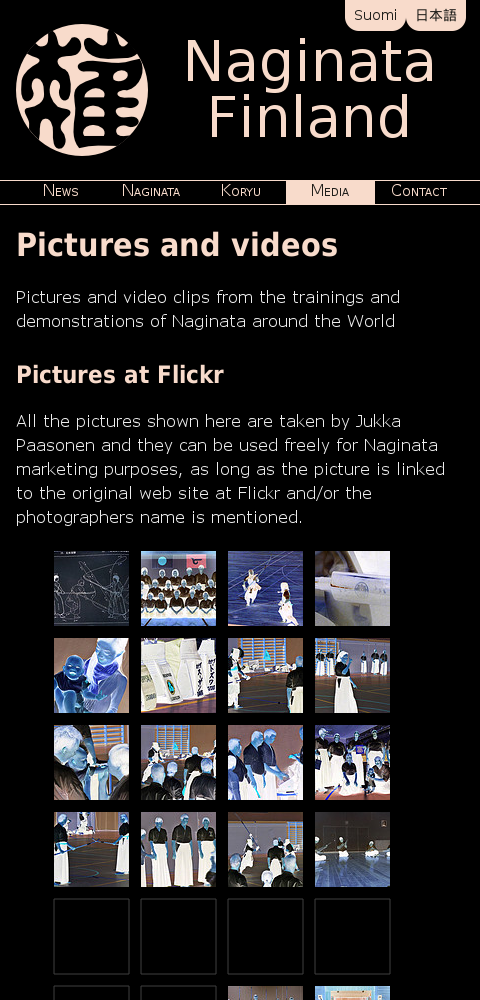 Suomi
日本語
Naginata
Finland
News
Naginata
Koryu
Media
Contact
Pictures and videos
Pictures and video clips from the trainings and
demonstrations of Naginata around the World
Pictures at Flickr
All the pictures shown here are taken by Jukka
Paasonen and they can be used freely for Naginata
marketing purposes, as long as the picture is linked
to the original web site at Flickr and/or the
photographers name is mentioned.